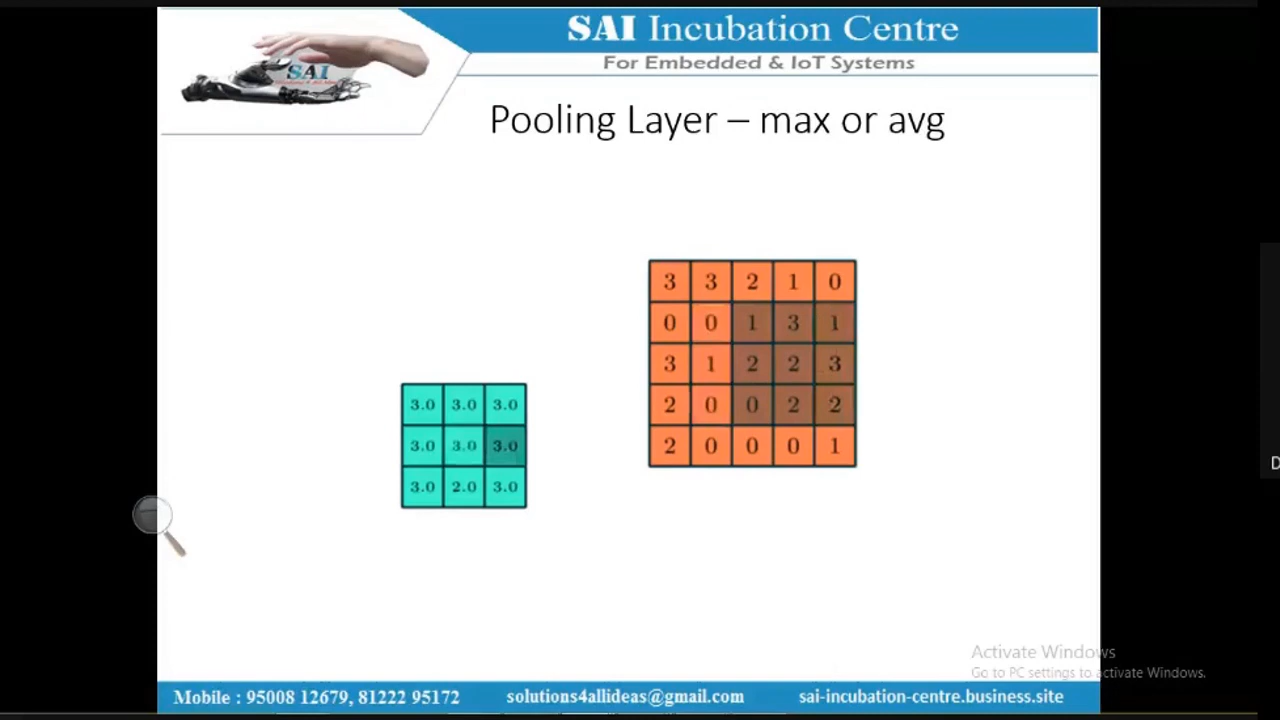 SAI Incubation Centre
For Embedded & IoT Systems
SAI
Pooling Layer – max or avg
3 3 2 1 0
0 0 1 3 1
3 1 2 2 3
2 0 0 2 2
2 0 0 0 1
3.0 3.0 3.0
3.0 3.0 3.0
3.0 2.0 3.0
D
Activate Windows
Go to PC settings to activate Windows.
Mobile : 95008 12679, 81222 95172 solutions4allideas@gmail.com sai-incubation-centre.business.site